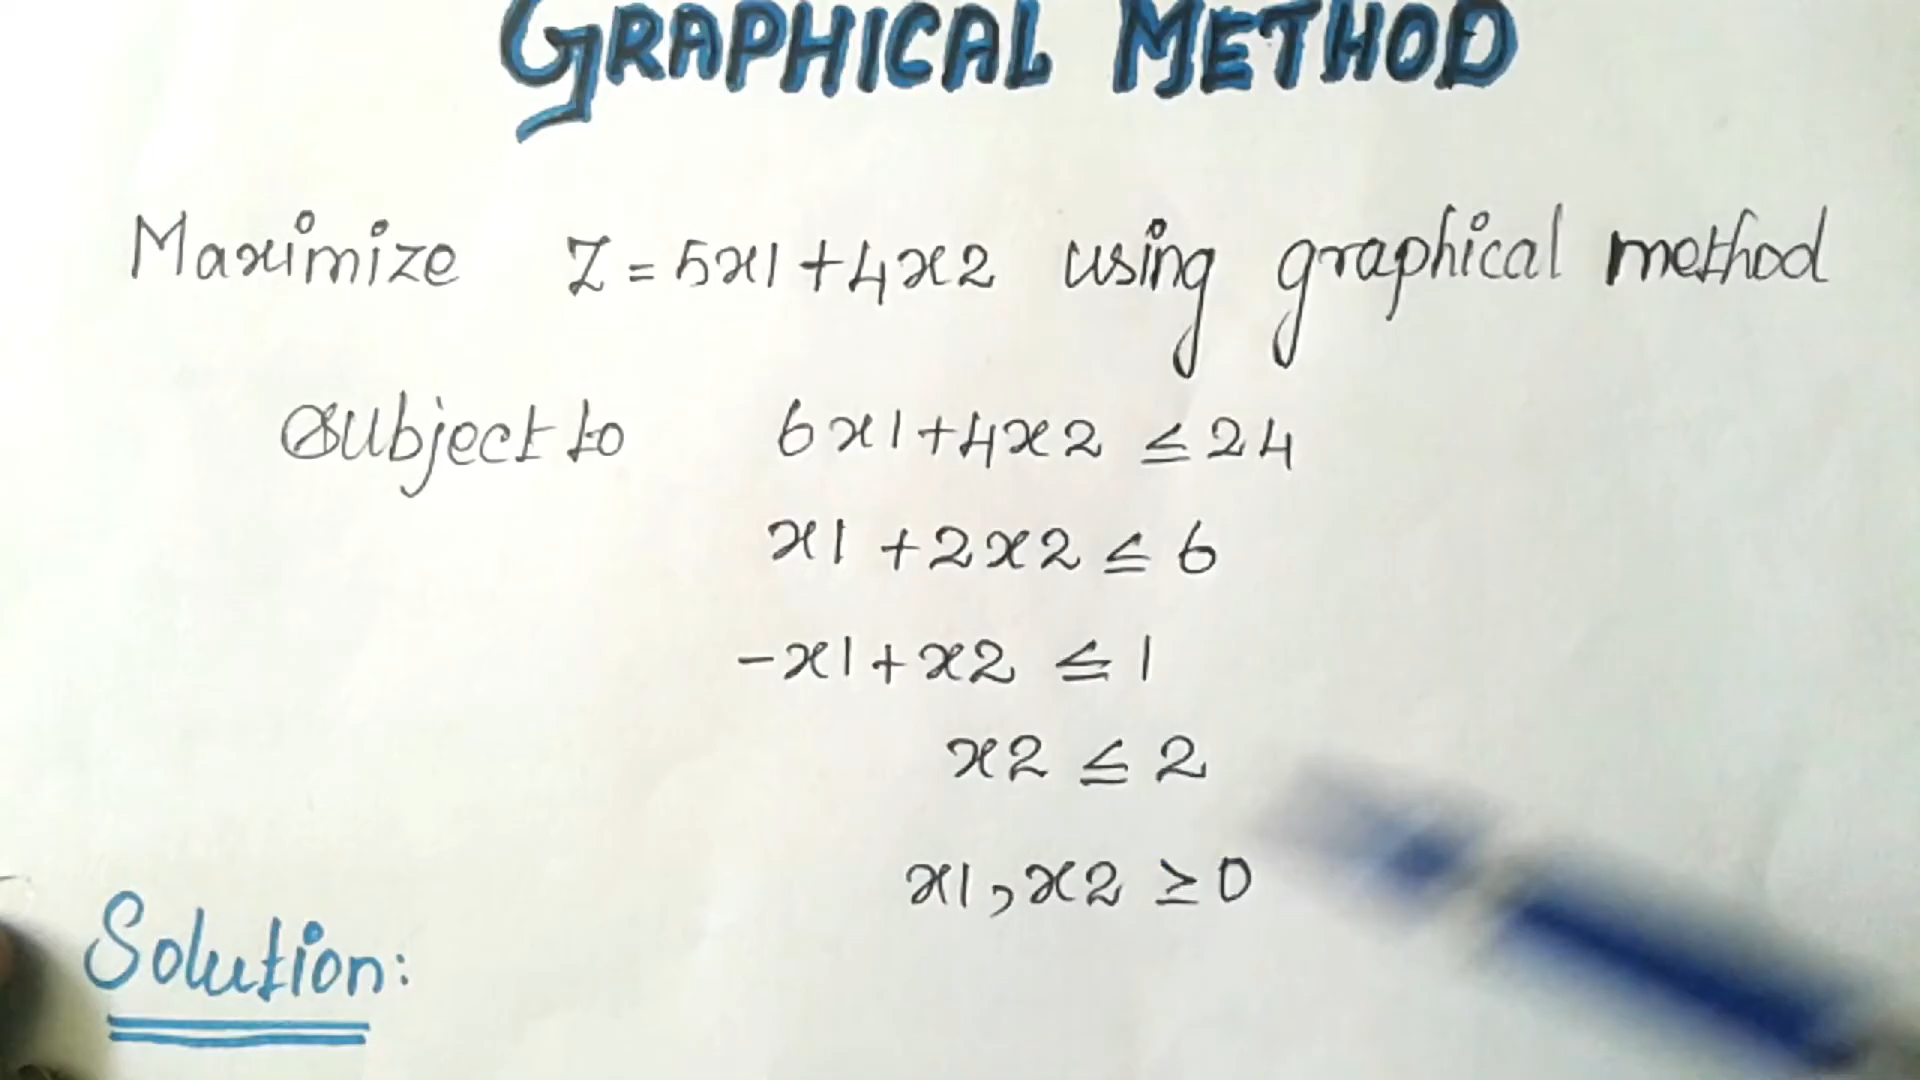 GRAPHICAL METHOD
Maximize Z = 5x1+4x2 using graphical method
Subject to 6x1+4x2 ≤ 24
x1 + 2x2 ≤ 6
-x1+x2 ≤ 1
x2 ≤ 2
x1, x2 ≥ 0
Solution: